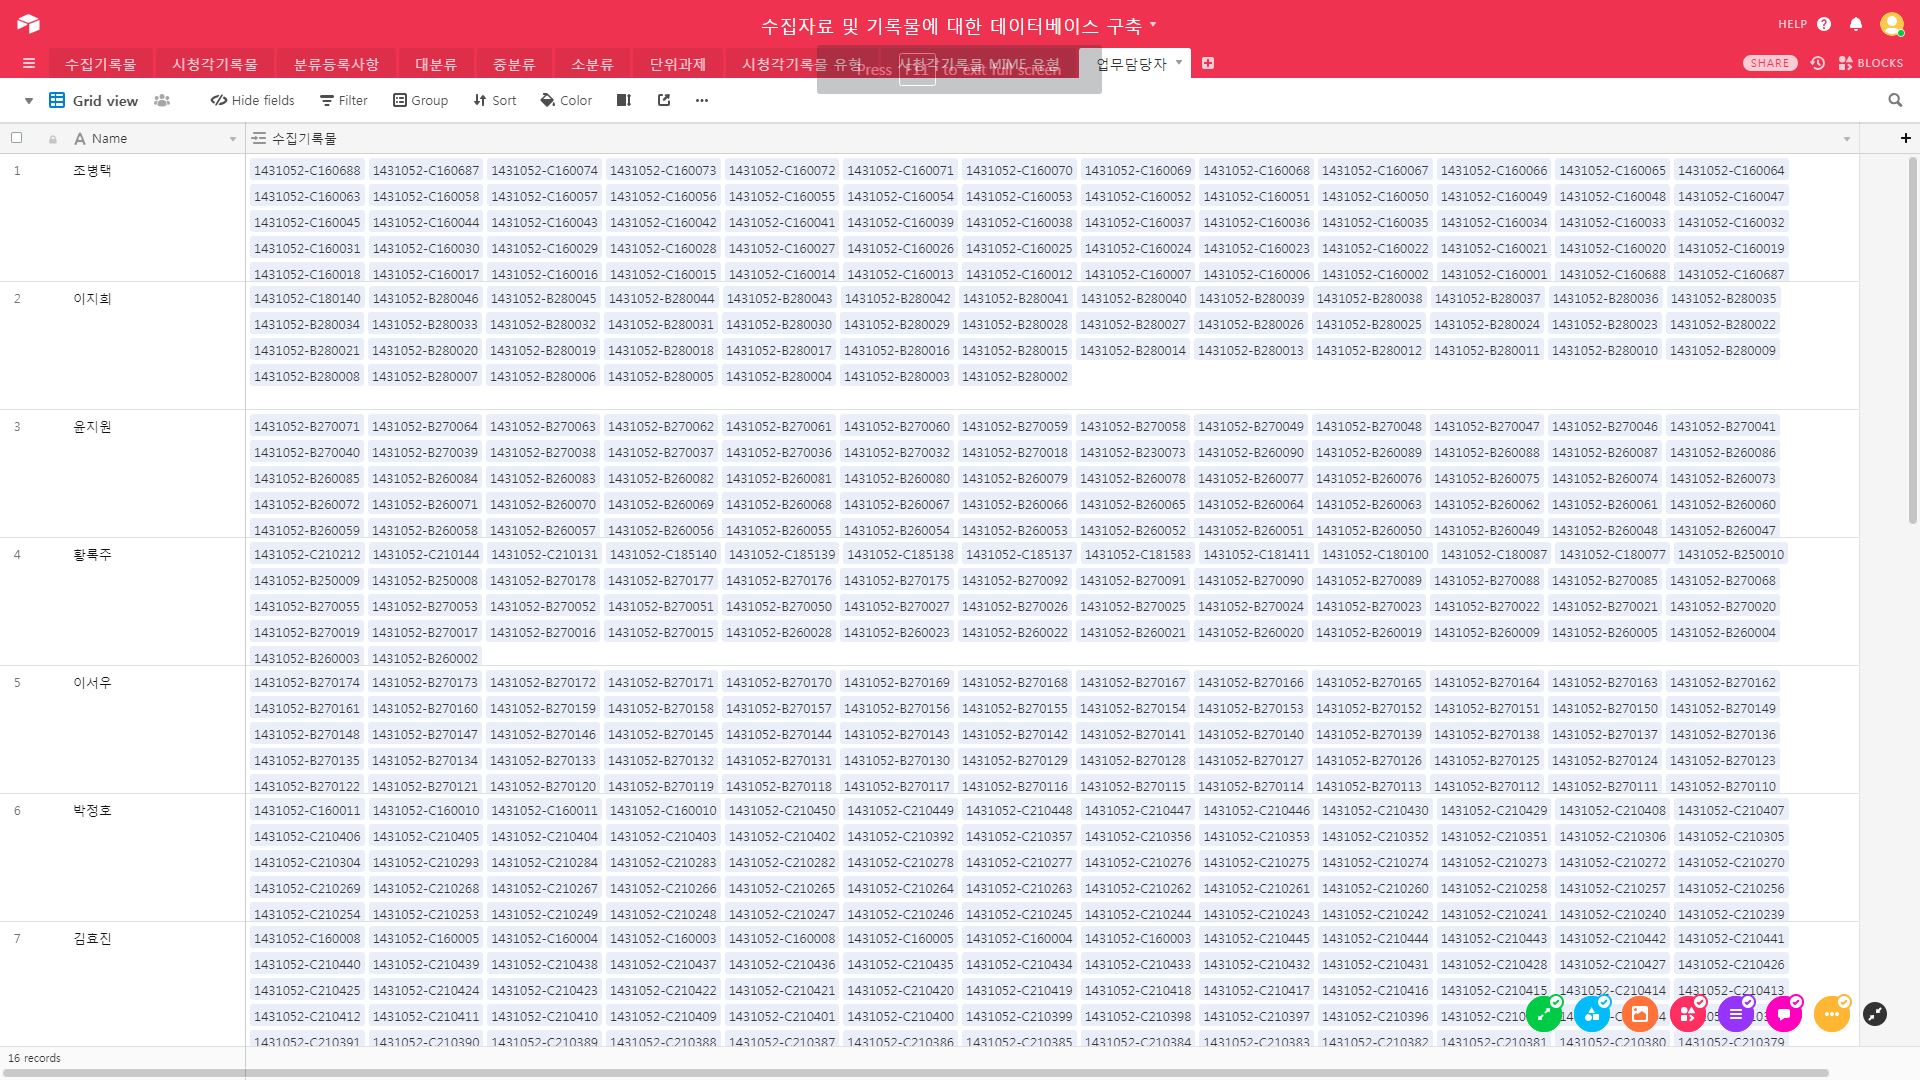 수집자료 및 기록물에 대한 데이터베이스 구축
HELP
수집기록물 시청각기록물 분류등록사항 대분류 중분류 소분류 단위과제 시청각기록물 유형 시청각기록물 MIME 유형 업무담당자
Press F11 to exit full screen
SHARE BLOCKS
Grid view Hide fields Filter Group Sort Color
Name 수집기록물
1 조병택
1431052-C160688 1431052-C160687 1431052-C160074 1431052-C160073 1431052-C160072 1431052-C160071 1431052-C160070 1431052-C160069 1431052-C160068 1431052-C160067 1431052-C160066 1431052-C160065 1431052-C160064
1431052-C160063 1431052-C160058 1431052-C160057 1431052-C160056 1431052-C160055 1431052-C160054 1431052-C160053 1431052-C160052 1431052-C160051 1431052-C160050 1431052-C160049 1431052-C160048 1431052-C160047
1431052-C160045 1431052-C160044 1431052-C160043 1431052-C160042 1431052-C160041 1431052-C160039 1431052-C160038 1431052-C160037 1431052-C160036 1431052-C160035 1431052-C160034 1431052-C160033 1431052-C160032
1431052-C160031 1431052-C160030 1431052-C160029 1431052-C160028 1431052-C160027 1431052-C160026 1431052-C160025 1431052-C160024 1431052-C160023 1431052-C160022 1431052-C160021 1431052-C160020 1431052-C160019
1431052-C160018 1431052-C160017 1431052-C160016 1431052-C160015 1431052-C160014 1431052-C160013 1431052-C160012 1431052-C160007 1431052-C160006 1431052-C160002 1431052-C160001 1431052-C160688 1431052-C160687
2 이지희
1431052-C180140 1431052-B280046 1431052-B280045 1431052-B280044 1431052-B280043 1431052-B280042 1431052-B280041 1431052-B280040 1431052-B280039 1431052-B280038 1431052-B280037 1431052-B280036 1431052-B280035
1431052-B280034 1431052-B280033 1431052-B280032 1431052-B280031 1431052-B280030 1431052-B280029 1431052-B280028 1431052-B280027 1431052-B280026 1431052-B280025 1431052-B280024 1431052-B280023 1431052-B280022
1431052-B280021 1431052-B280020 1431052-B280019 1431052-B280018 1431052-B280017 1431052-B280016 1431052-B280015 1431052-B280014 1431052-B280013 1431052-B280012 1431052-B280011 1431052-B280010 1431052-B280009
1431052-B280008 1431052-B280007 1431052-B280006 1431052-B280005 1431052-B280004 1431052-B280003 1431052-B280002
3 윤지원
1431052-B270071 1431052-B270064 1431052-B270063 1431052-B270062 1431052-B270061 1431052-B270060 1431052-B270059 1431052-B270058 1431052-B270049 1431052-B270048 1431052-B270047 1431052-B270046 1431052-B270041
1431052-B270040 1431052-B270039 1431052-B270038 1431052-B270037 1431052-B270036 1431052-B270032 1431052-B270018 1431052-B230073 1431052-B260090 1431052-B260089 1431052-B260088 1431052-B260087 1431052-B260086
1431052-B260085 1431052-B260084 1431052-B260083 1431052-B260082 1431052-B260081 1431052-B260080 1431052-B260079 1431052-B260078 1431052-B260077 1431052-B260076 1431052-B260075 1431052-B260074 1431052-B260073
1431052-B260072 1431052-B260071 1431052-B260070 1431052-B260069 1431052-B260068 1431052-B260067 1431052-B260066 1431052-B260065 1431052-B260064 1431052-B260063 1431052-B260062 1431052-B260061 1431052-B260060
1431052-B260059 1431052-B260058 1431052-B260057 1431052-B260056 1431052-B260055 1431052-B260054 1431052-B260053 1431052-B260052 1431052-B260051 1431052-B260050 1431052-B260049 1431052-B260048 1431052-B260047
4 황록주
1431052-C210212 1431052-C210144 1431052-C210131 1431052-C185140 1431052-C185139 1431052-C185138 1431052-C185137 1431052-C181583 1431052-C181411 1431052-C180100 1431052-C180087 1431052-C180077 1431052-B250010
1431052-B250009 1431052-B250008 1431052-B270178 1431052-B270177 1431052-B270176 1431052-B270175 1431052-B270092 1431052-B270091 1431052-B270090 1431052-B270089 1431052-B270088 1431052-B270085 1431052-B270068
1431052-B270055 1431052-B270053 1431052-B270052 1431052-B270051 1431052-B270050 1431052-B270027 1431052-B270026 1431052-B270025 1431052-B270024 1431052-B270023 1431052-B270022 1431052-B270021 1431052-B270020
1431052-B270019 1431052-B270017 1431052-B270016 1431052-B270015 1431052-B260028 1431052-B260023 1431052-B260022 1431052-B260021 1431052-B260020 1431052-B260019 1431052-B260009 1431052-B260005 1431052-B260004
1431052-B260003 1431052-B260002
5 이서우
1431052-B270174 1431052-B270173 1431052-B270172 1431052-B270171 1431052-B270170 1431052-B270169 1431052-B270168 1431052-B270167 1431052-B270166 1431052-B270165 1431052-B270164 1431052-B270163 1431052-B270162
1431052-B270161 1431052-B270160 1431052-B270159 1431052-B270158 1431052-B270157 1431052-B270156 1431052-B270155 1431052-B270154 1431052-B270153 1431052-B270152 1431052-B270151 1431052-B270150 1431052-B270149
1431052-B270148 1431052-B270147 1431052-B270146 1431052-B270145 1431052-B270144 1431052-B270143 1431052-B270142 1431052-B270141 1431052-B270140 1431052-B270139 1431052-B270138 1431052-B270137 1431052-B270136
1431052-B270135 1431052-B270134 1431052-B270133 1431052-B270132 1431052-B270131 1431052-B270130 1431052-B270129 1431052-B270128 1431052-B270127 1431052-B270126 1431052-B270125 1431052-B270124 1431052-B270123
1431052-B270122 1431052-B270121 1431052-B270120 1431052-B270119 1431052-B270118 1431052-B270117 1431052-B270116 1431052-B270115 1431052-B270114 1431052-B270113 1431052-B270112 1431052-B270111 1431052-B270110
6 박정호
1431052-C160011 1431052-C160010 1431052-C160011 1431052-C160010 1431052-C210450 1431052-C210449 1431052-C210448 1431052-C210447 1431052-C210446 1431052-C210430 1431052-C210429 1431052-C210408 1431052-C210407
1431052-C210406 1431052-C210405 1431052-C210404 1431052-C210403 1431052-C210402 1431052-C210392 1431052-C210357 1431052-C210356 1431052-C210353 1431052-C210352 1431052-C210351 1431052-C210306 1431052-C210305
1431052-C210304 1431052-C210293 1431052-C210284 1431052-C210283 1431052-C210282 1431052-C210278 1431052-C210277 1431052-C210276 1431052-C210275 1431052-C210274 1431052-C210273 1431052-C210272 1431052-C210270
1431052-C210269 1431052-C210268 1431052-C210267 1431052-C210266 1431052-C210265 1431052-C210264 1431052-C210263 1431052-C210262 1431052-C210261 1431052-C210260 1431052-C210258 1431052-C210257 1431052-C210256
1431052-C210254 1431052-C210253 1431052-C210249 1431052-C210248 1431052-C210247 1431052-C210246 1431052-C210245 1431052-C210244 1431052-C210243 1431052-C210242 1431052-C210241 1431052-C210240 1431052-C210239
7 김효진
1431052-C160008 1431052-C160005 1431052-C160004 1431052-C160003 1431052-C160008 1431052-C160005 1431052-C160004 1431052-C160003 1431052-C210445 1431052-C210444 1431052-C210443 1431052-C210442 1431052-C210441
1431052-C210440 1431052-C210439 1431052-C210438 1431052-C210437 1431052-C210436 1431052-C210435 1431052-C210434 1431052-C210433 1431052-C210432 1431052-C210431 1431052-C210428 1431052-C210427 1431052-C210426
1431052-C210425 1431052-C210424 1431052-C210423 1431052-C210422 1431052-C210421 1431052-C210420 1431052-C210419 1431052-C210418 1431052-C210417 1431052-C210416 1431052-C210415 1431052-C210414 1431052-C210413
1431052-C210412 1431052-C210411 1431052-C210410 1431052-C210409 1431052-C210401 1431052-C210400 1431052-C210399 1431052-C210398 1431052-C210397 1431052-C210396
1431052-C210391 1431052-C210390 1431052-C210389 1431052-C210388 1431052-C210387 1431052-C210386 1431052-C210385 1431052-C210384 1431052-C210383 1431052-C210382 1431052-C210381 1431052-C210380 1431052-C210379
16 records